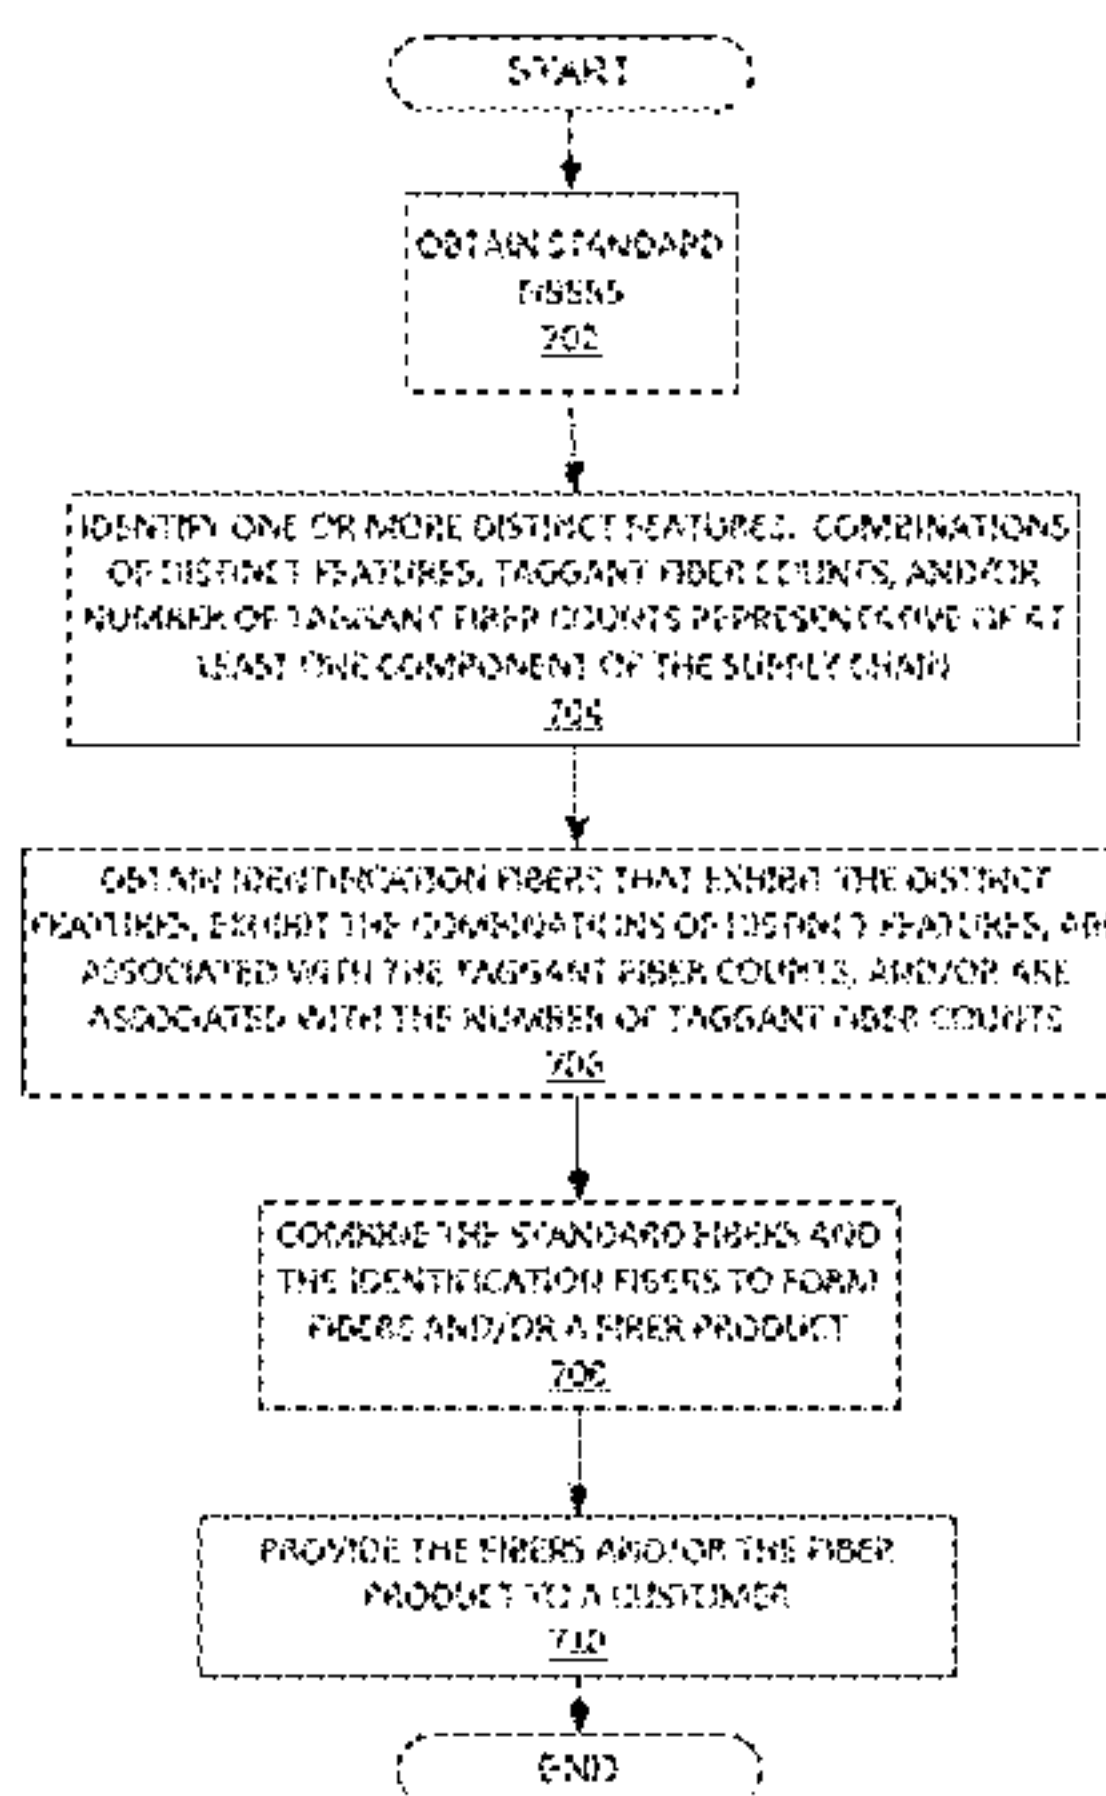 START
OBTAIN STANDARD
FIBERS
702
IDENTIFY ONE OR MORE DISTINCT FEATURES, COMBINATIONS
OF DISTINCT FEATURES, TAGGANT FIBER COUNTS, AND/OR
NUMBER OF TAGGANT FIBER COUNTS REPRESENTATIVE OF AT
LEAST ONE COMPONENT OF THE SUPPLY CHAIN
704
OBTAIN IDENTIFICATION FIBERS THAT EXHIBIT THE DISTINCT
FEATURES, EXHIBIT THE COMBINATIONS OF DISTINCT FEATURES,
ASSOCIATED WITH THE TAGGANT FIBER COUNTS, AND/OR ARE
ASSOCIATED WITH THE NUMBER OF TAGGANT FIBER COUNTS
706
COMBINE THE STANDARD FIBERS AND
THE IDENTIFICATION FIBERS TO FORM
FIBERS AND/OR A FIBER PRODUCT
708
PROVIDE THE FIBERS AND/OR THE FIBER
PRODUCT TO A CUSTOMER
710
END